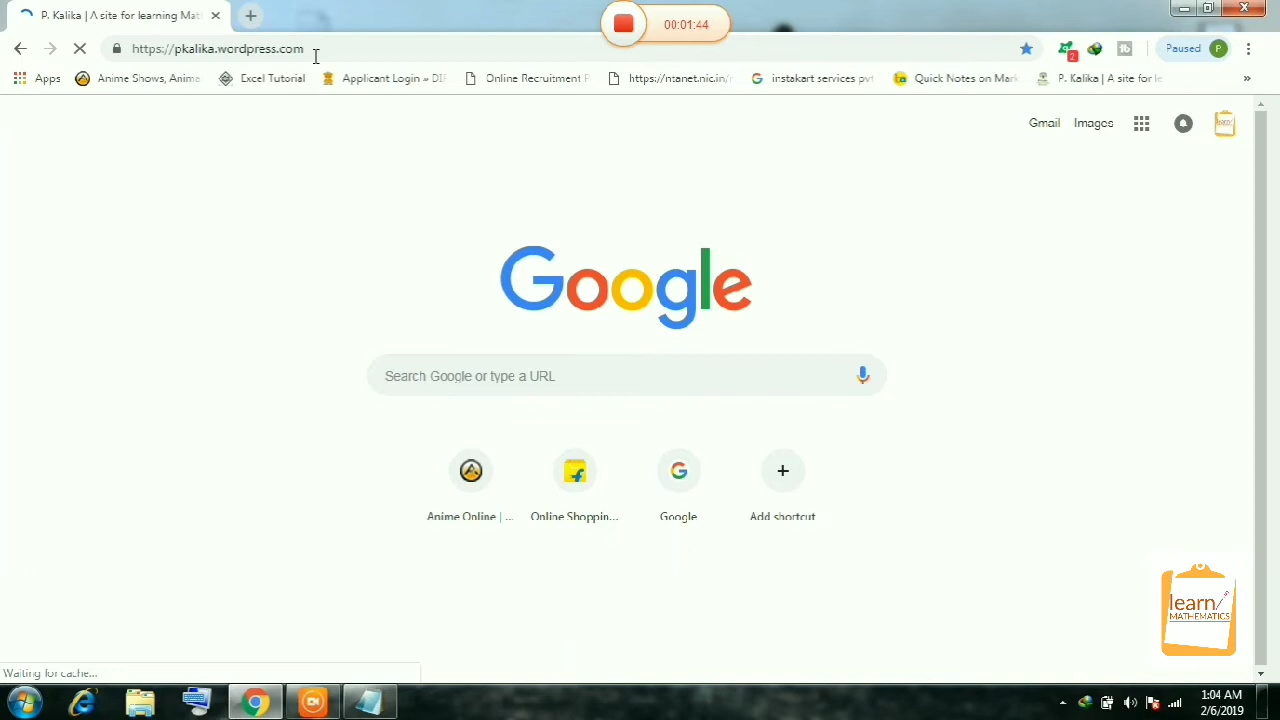 P. Kalika | A site for learning Mat
00:01:44
https://pkalika.wordpress.com
2
Paused
P
Apps
Anime Shows, Anima
Excel Tutorial
Applicant Login » DIF
Online Recruitment P
https://ntanet.nic.in/r
instakart services pvt
Quick Notes on Mark
P. Kalika | A site for le
»
Gmail
Images
Google
Search Google or type a URL
Anime Online | ...
Online Shoppin...
Google
Add shortcut
learn
MATHEMATICS
Waiting for cache...
1:04 AM
2/6/2019